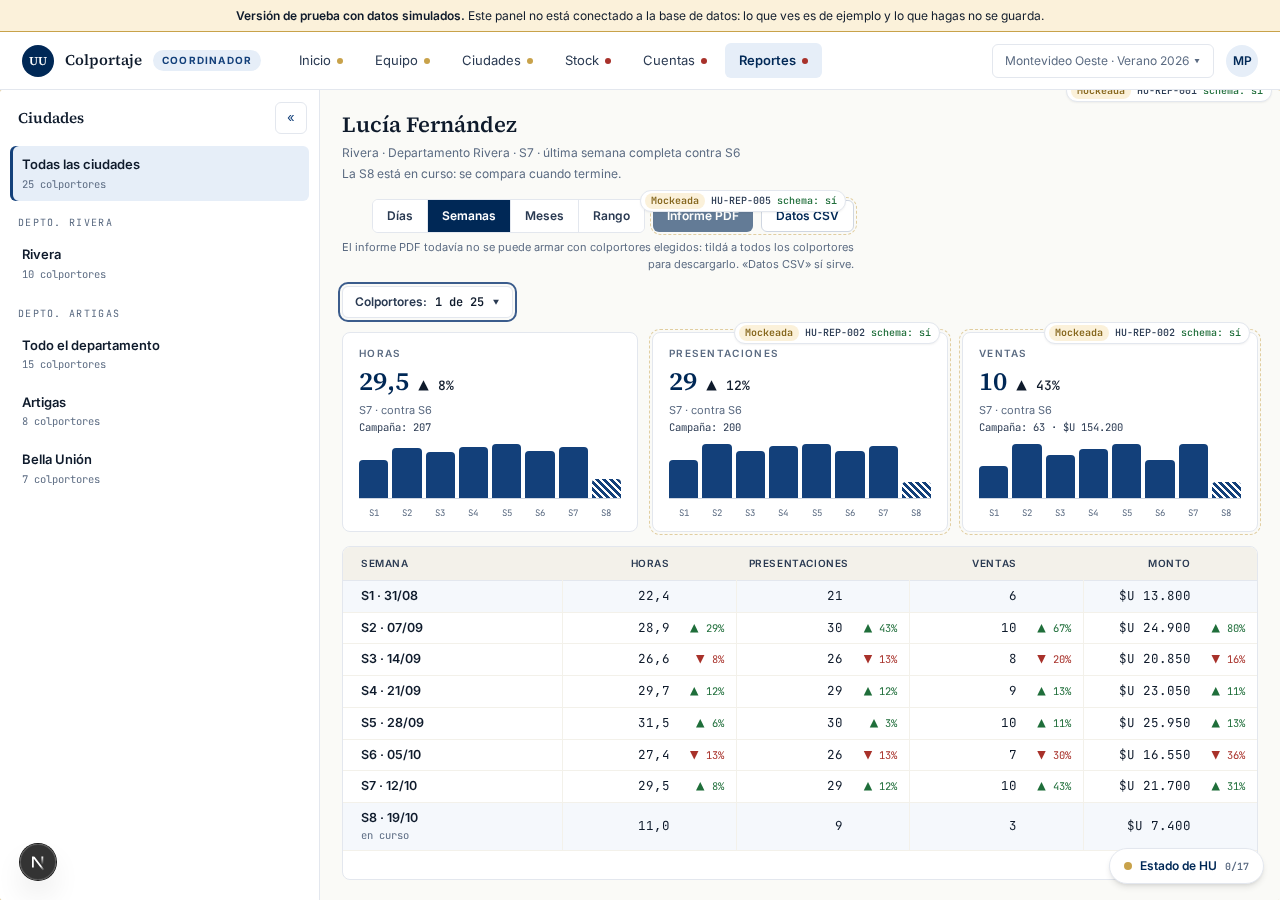 Versión de prueba con datos simulados. Este panel no está conectado a la base de datos: lo que ves es de ejemplo y lo que hagas no se guarda.
UU Colportaje COORDINADOR Inicio Equipo Ciudades Stock Cuentas Reportes Montevideo Oeste · Verano 2026 ▾ MP
Mockeada HU-REP-001 schema: sí
Ciudades «
Todas las ciudades
25 colportores
DEPTO. RIVERA
Rivera
10 colportores
DEPTO. ARTIGAS
Todo el departamento
15 colportores
Artigas
8 colportores
Bella Unión
7 colportores
Lucía Fernández
Rivera · Departamento Rivera · S7 · última semana completa contra S6
La S8 está en curso: se compara cuando termine.
Mockeada HU-REP-005 schema: sí
Días Semanas Meses Rango Informe PDF Datos CSV
El informe PDF todavía no se puede armar con colportores elegidos: tildá a todos los colportores
para descargarlo. «Datos CSV» sí sirve.
Colportores: 1 de 25 ▾
HORAS
29,5 ▲ 8%
S7 · contra S6
Campaña: 207
S1 S2 S3 S4 S5 S6 S7 S8
Mockeada HU-REP-002 schema: sí
PRESENTACIONES
29 ▲ 12%
S7 · contra S6
Campaña: 200
S1 S2 S3 S4 S5 S6 S7 S8
Mockeada HU-REP-002 schema: sí
VENTAS
10 ▲ 43%
S7 · contra S6
Campaña: 63 · $U 154.200
S1 S2 S3 S4 S5 S6 S7 S8
SEMANA HORAS PRESENTACIONES VENTAS MONTO
S1 · 31/08 22,4 21 6 $U 13.800
S2 · 07/09 28,9 ▲ 29% 30 ▲ 43% 10 ▲ 67% $U 24.900 ▲ 80%
S3 · 14/09 26,6 ▼ 8% 26 ▼ 13% 8 ▼ 20% $U 20.850 ▼ 16%
S4 · 21/09 29,7 ▲ 12% 29 ▲ 12% 9 ▲ 13% $U 23.050 ▲ 11%
S5 · 28/09 31,5 ▲ 6% 30 ▲ 3% 10 ▲ 11% $U 25.950 ▲ 13%
S6 · 05/10 27,4 ▼ 13% 26 ▼ 13% 7 ▼ 30% $U 16.550 ▼ 36%
S7 · 12/10 29,5 ▲ 8% 29 ▲ 12% 10 ▲ 43% $U 21.700 ▲ 31%
S8 · 19/10 11,0 9 3 $U 7.400
en curso
N
Estado de HU 0/17